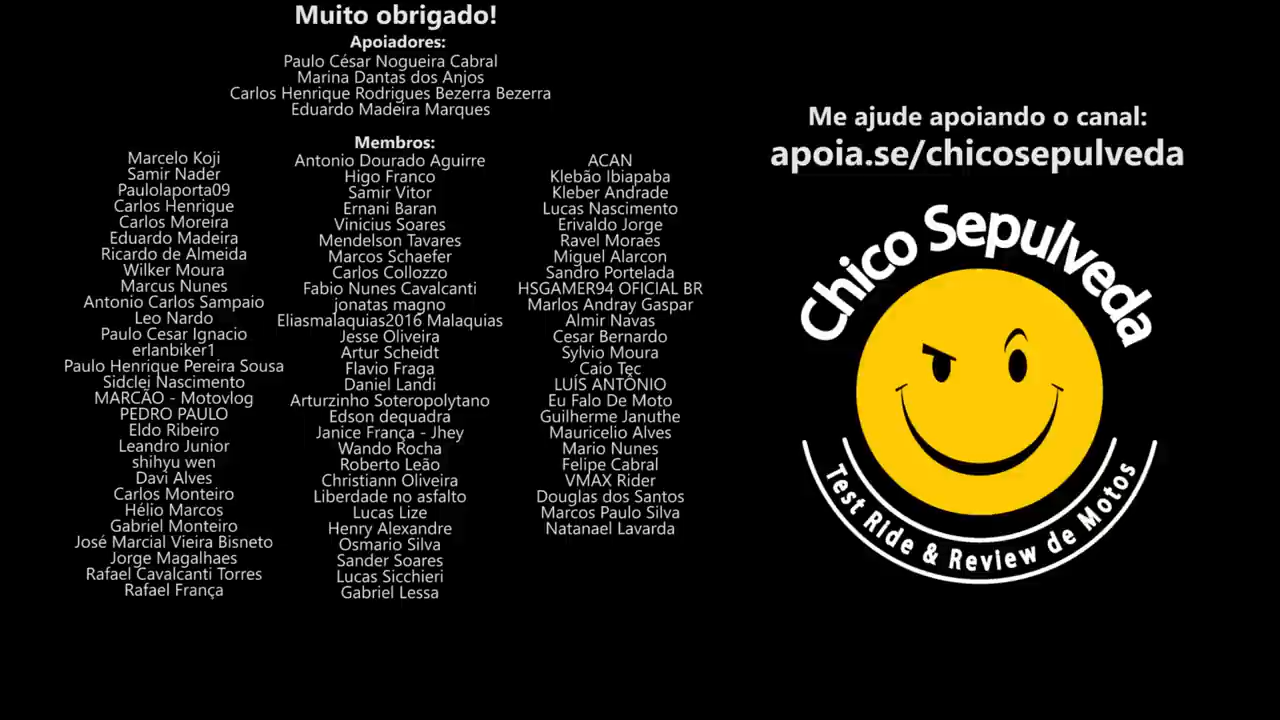 Muito obrigado!
Apoiadores:
Paulo César Nogueira Cabral
Marina Dantas dos Anjos
Carlos Henrique Rodrigues Bezerra Bezerra
Eduardo Madeira Marques
Membros:
Marcelo Koji
Samir Nader
Paulolaporta09
Carlos Henrique
Carlos Moreira
Eduardo Madeira
Ricardo de Almeida
Wilker Moura
Marcus Nunes
Antonio Carlos Sampaio
Leo Nardo
Paulo Cesar Ignacio
erlanbiker1
Paulo Henrique Pereira Sousa
Sidclei Nascimento
MARCÃO - Motovlog
PEDRO PAULO
Eldo Ribeiro
Leandro Junior
shihyu wen
Davi Alves
Carlos Monteiro
Hélio Marcos
Gabriel Monteiro
José Marcial Vieira Bisneto
Jorge Magalhaes
Rafael Cavalcanti Torres
Rafael França
Antonio Dourado Aguirre
Higo Franco
Samir Vitor
Ernani Baran
Vinicius Soares
Mendelson Tavares
Marcos Schaefer
Carlos Collozzo
Fabio Nunes Cavalcanti
jonatas magno
Eliasmalaquias2016 Malaquias
Jesse Oliveira
Artur Scheidt
Flavio Fraga
Daniel Landi
Arturzinho Soteropolytano
Edson dequadra
Janice França - Jhey
Wando Rocha
Roberto Leão
Christiann Oliveira
Liberdade no asfalto
Lucas Lize
Henry Alexandre
Osmario Silva
Sander Soares
Lucas Sicchieri
Gabriel Lessa
ACAN
Klebão Ibiapaba
Kleber Andrade
Lucas Nascimento
Erivaldo Jorge
Ravel Moraes
Miguel Alarcon
Sandro Portelada
HSGAMER94 OFICIAL BR
Marlos Andray Gaspar
Almir Navas
Cesar Bernardo
Sylvio Moura
Caio Tec
LUÍS ANTÔNIO
Eu Falo De Moto
Guilherme Januthe
Mauricelio Alves
Mario Nunes
Felipe Cabral
VMAX Rider
Douglas dos Santos
Marcos Paulo Silva
Natanael Lavarda
Me ajude apoiando o canal:
apoia.se/chicosepulveda
Chico Sepulveda
Test Ride & Review de Motos